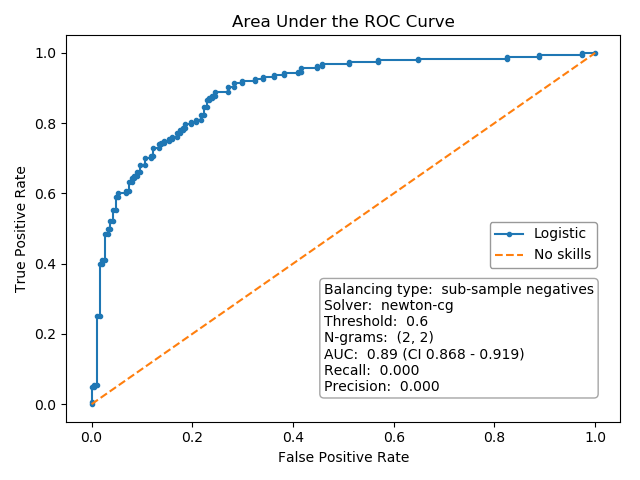 Area Under the ROC Curve
True Positive Rate
1.0
0.8
0.6
0.4
0.2
0.0
Logistic
No skills
Balancing type:  sub-sample negatives
Solver:  newton-cg
Threshold:  0.6
N-grams:  (2, 2)
AUC:  0.89 (CI 0.868 - 0.919)
Recall:  0.000
Precision:  0.000
0.0 0.2 0.4 0.6 0.8 1.0
False Positive Rate